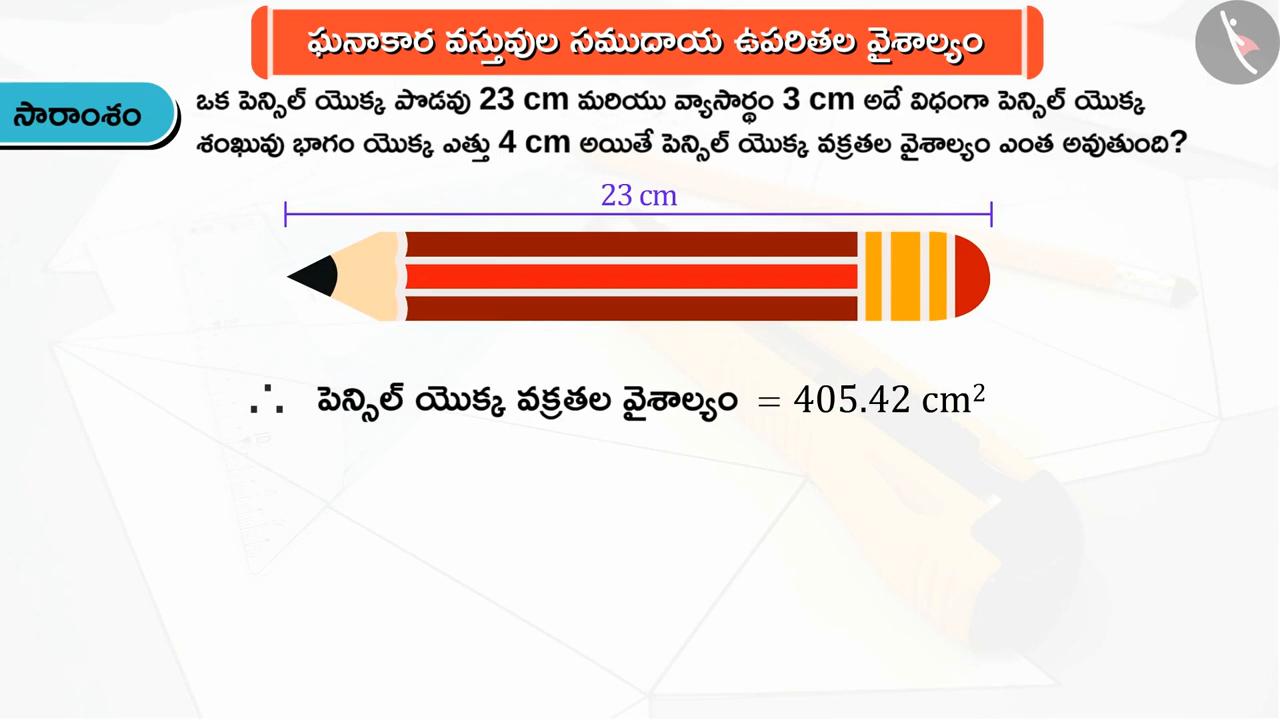 ఘనాకార వస్తువుల సముదాయ ఉపరితల వైశాల్యం
సారాంశం
ఒక పెన్సిల్ యొక్క పొడవు 23 cm మరియు వ్యాసార్థం 3 cm అదే విధంగా పెన్సిల్ యొక్క
శంఖువు భాగం యొక్క ఎత్తు 4 cm అయితే పెన్సిల్ యొక్క వక్రతల వైశాల్యం ఎంత అవుతుంది?
23 cm
∴ పెన్సిల్ యొక్క వక్రతల వైశాల్యం = 405.42 cm²